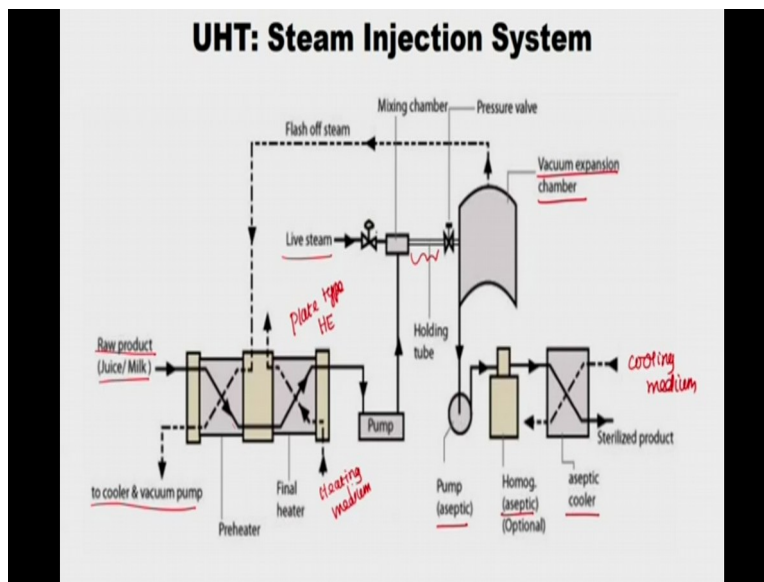 UHT: Steam Injection System
Mixing chamber
Pressure valve
Flash off steam
Vacuum expansion
chamber
Live steam
plate type
HE
Holding
tube
Raw product
(Juice/ Milk)
cooling
medium
Pump
Sterilized product
to cooler & vacuum pump
Final
heater
Heating
medium
Preheater
Pump
(aseptic)
Homog.
(aseptic)
(Optional)
aseptic
cooler